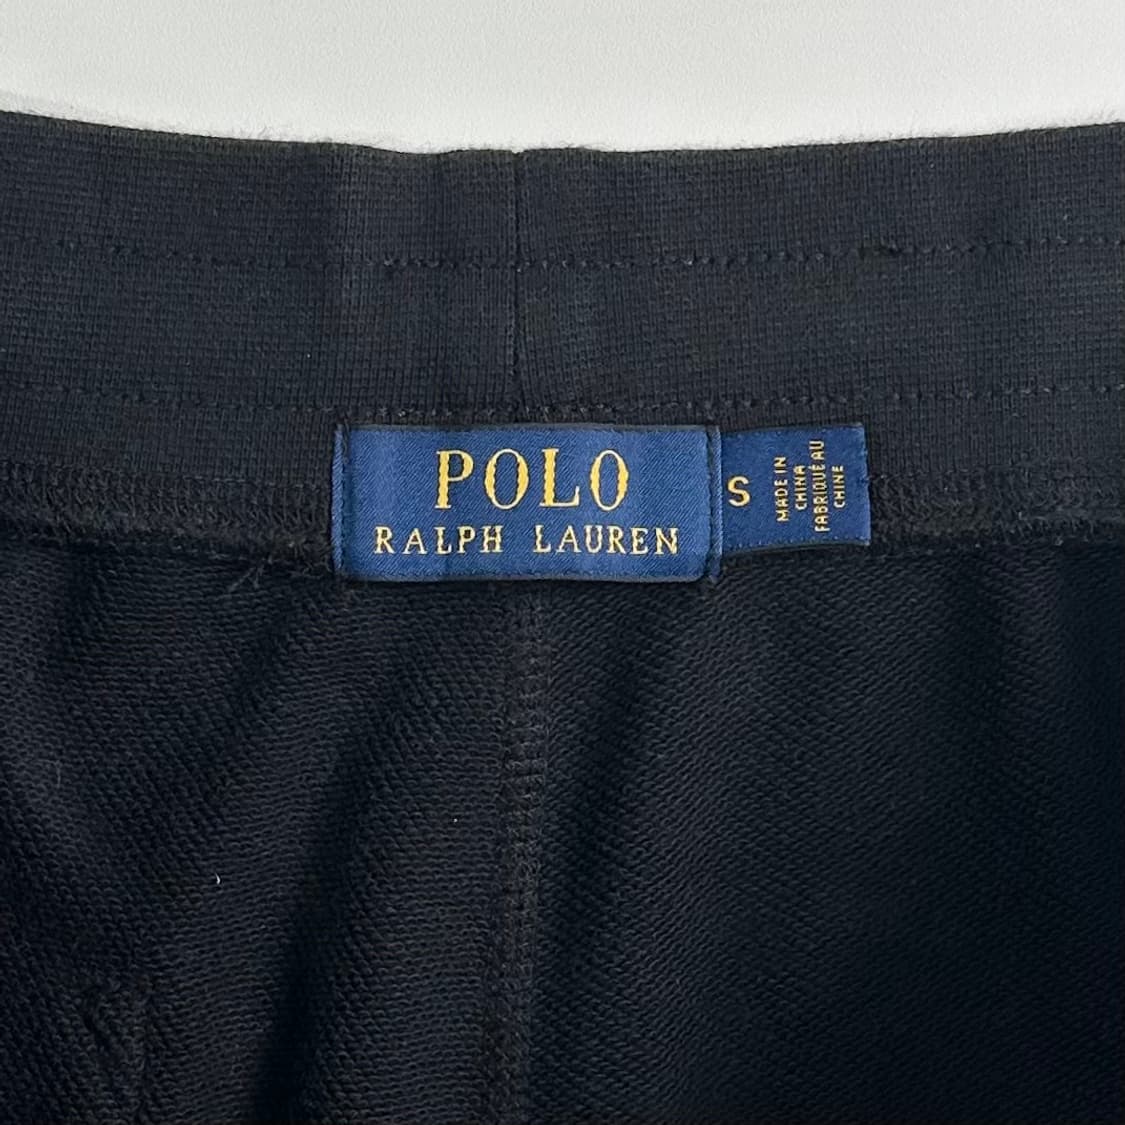 POLO
RALPH LAUREN
S
MADE IN
CHINA
FABRIQUÉ AU
CHINE